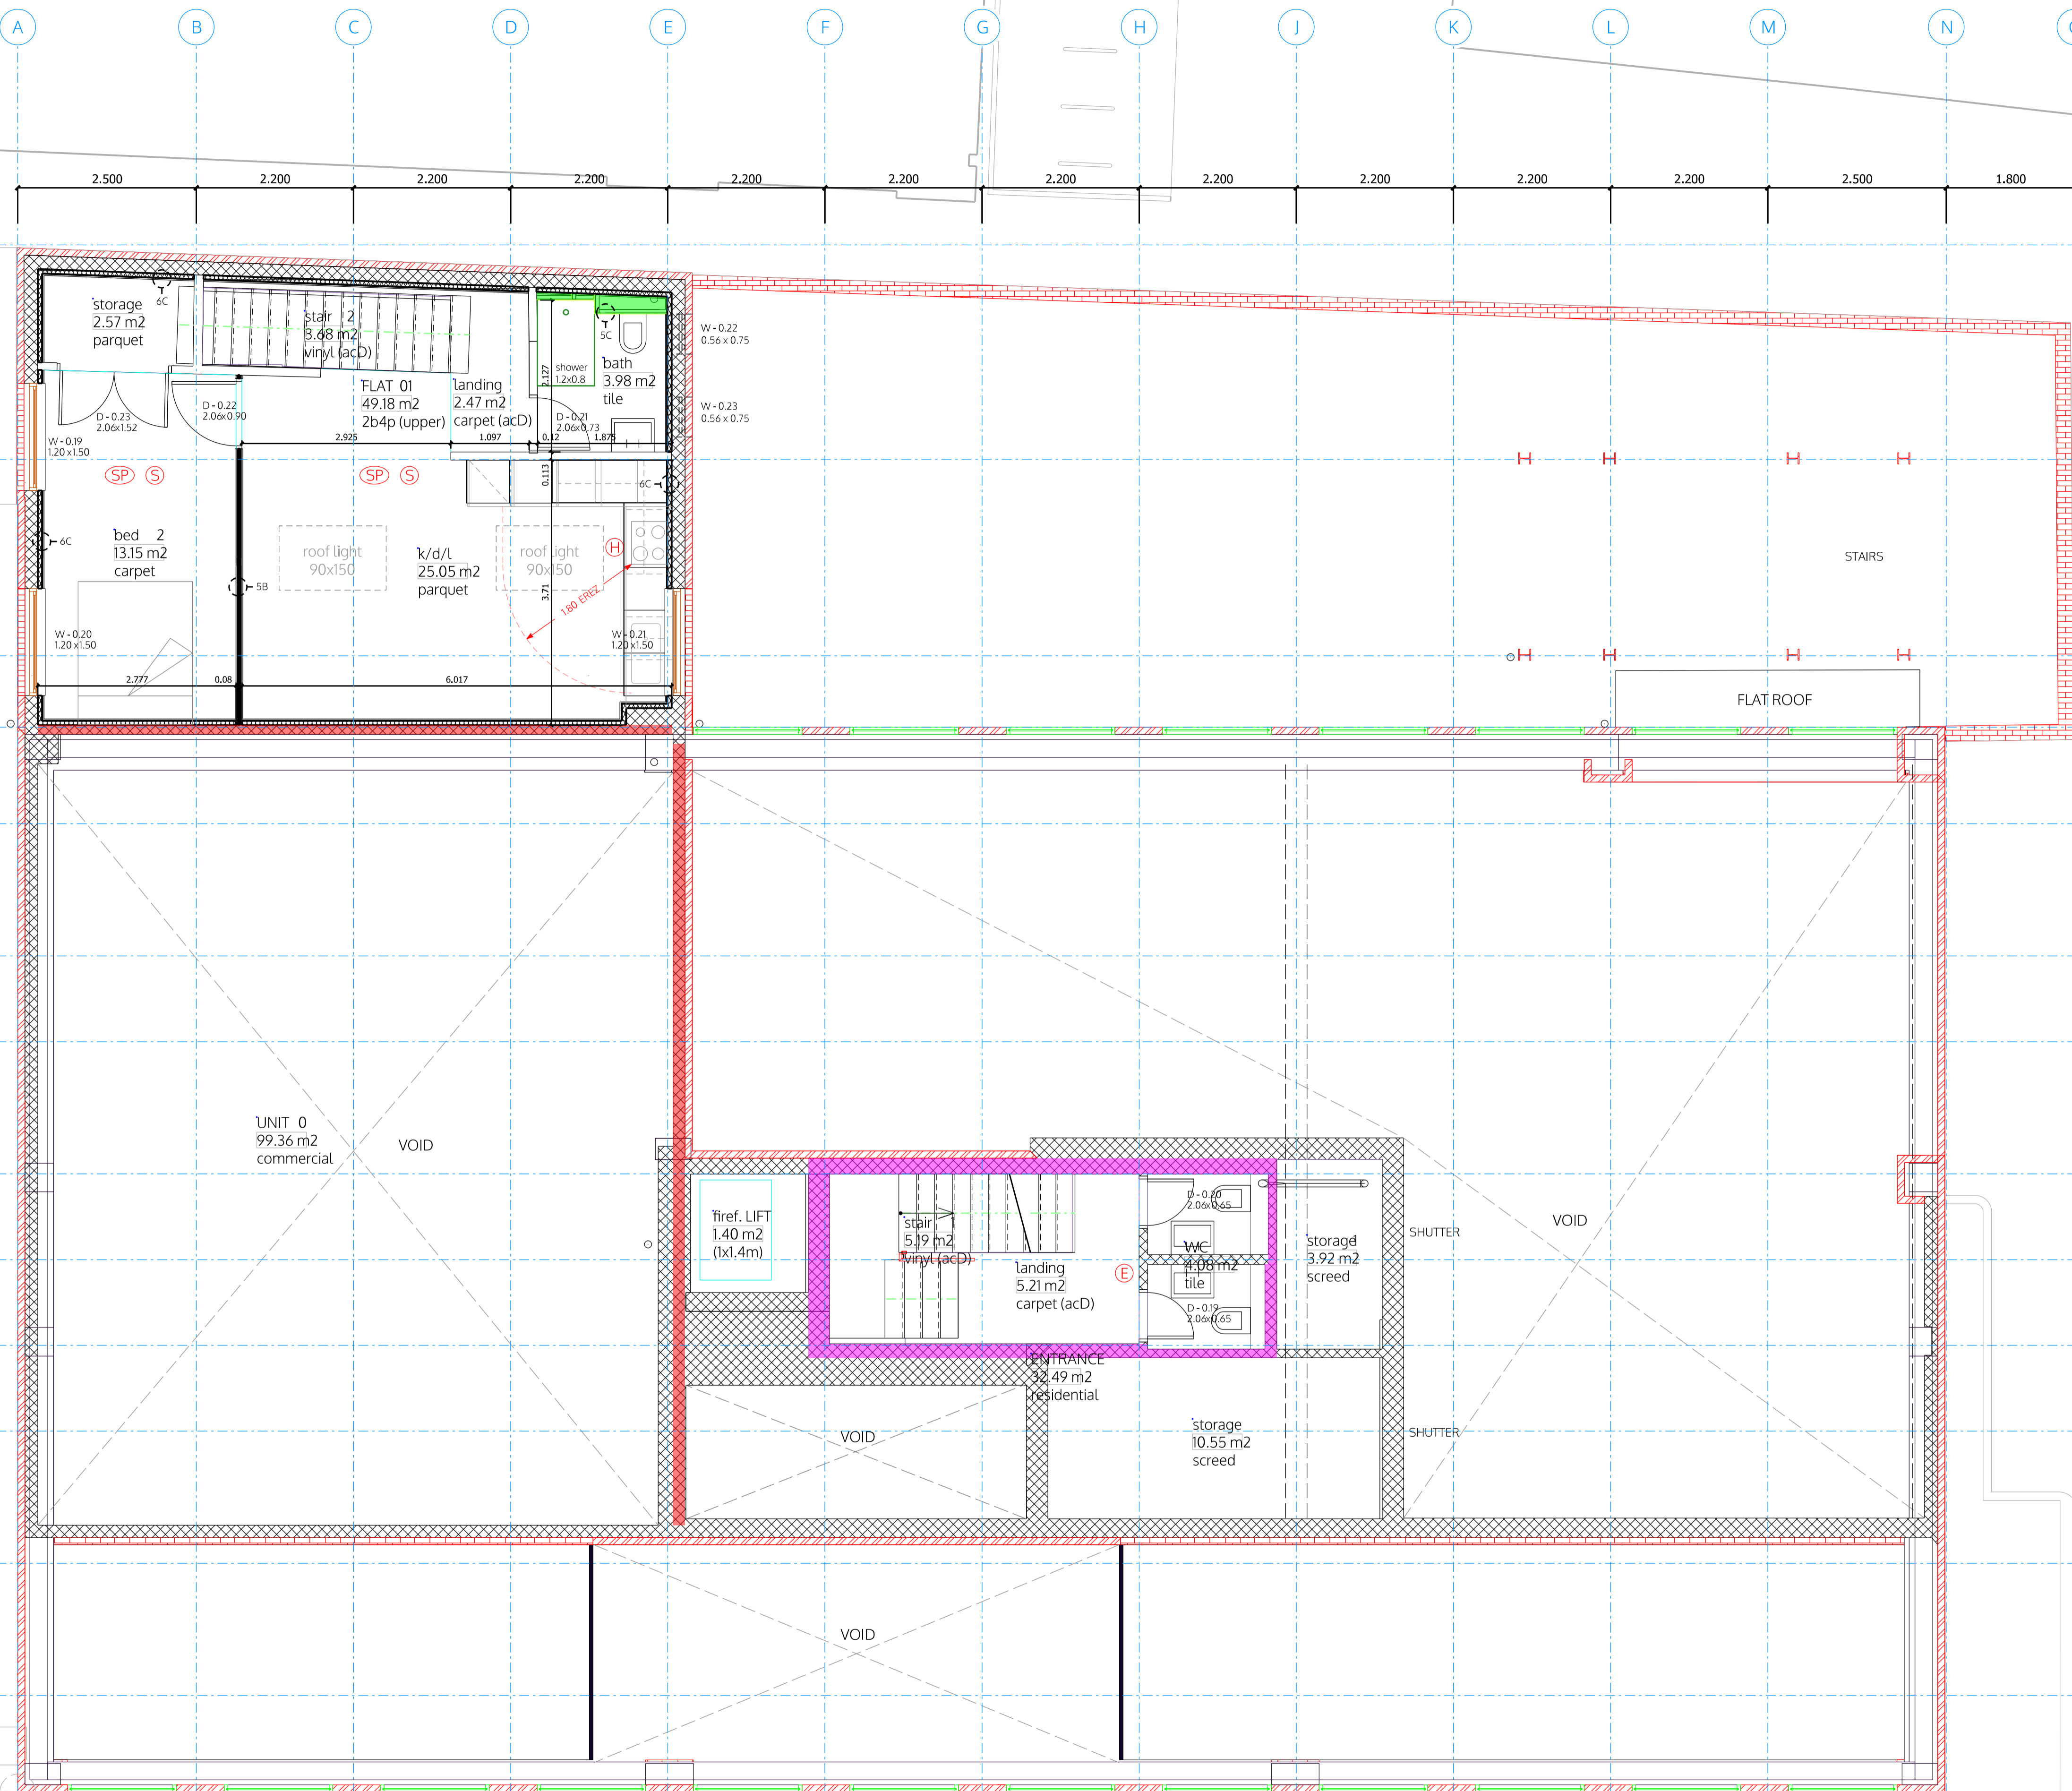 A B C D E F G H J K L M N
2.500 2.200 2.200 2.200 2.200 2.200 2.200 2.200 2.200 2.200 2.200 2.500 1.800
6C
storage
2.57 m2
parquet
stair 2
3.68 m2
vinyl (acD)
5C
shower
1.2x0.8
bath
3.98 m2
tile
2.127
W - 0.22
0.56 x 0.75
FLAT 01
49.18 m2
2b4p (upper)
landing
2.47 m2
carpet (acD)
D - 0.23
2.06x1.52
D - 0.22
2.06x0.90
D - 0.21
2.06x0.73
W - 0.23
0.56 x 0.75
W - 0.19
1.20 x1.50
2.925 1.097 0.12 1.875
SP S
SP S
0.113
6C
6C
bed 2
13.15 m2
carpet
roof light
90x150
k/d/l
25.05 m2
parquet
roof light
90x150
H
5B
3.71
1.80 EREZ
W - 0.20
1.20 x1.50
W - 0.21
1.20 x1.50
2.777 0.08 6.017
STAIRS
FLAT ROOF
UNIT 0
99.36 m2
commercial
VOID
firef. LIFT
1.40 m2
(1x1.4m)
stair 1
5.19 m2
vinyl (acD)
landing
5.21 m2
carpet (acD)
E
D - 0.20
2.06x0.65
WC
4.08 m2
tile
D - 0.19
2.06x0.65
storage 1
3.92 m2
screed
SHUTTER
VOID
ENTRANCE
32.49 m2
residential
VOID
storage
10.55 m2
screed
SHUTTER
VOID